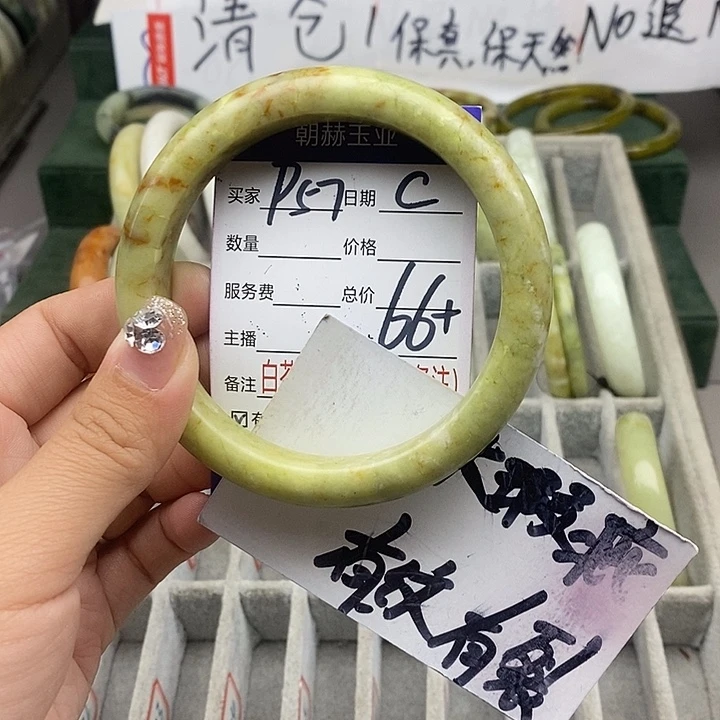 清仓！保真.保天然NO退
朝赫玉业
买家 P57 日期 C
数量 价格
服务费 总价 66+
主播
备注
有纹有裂